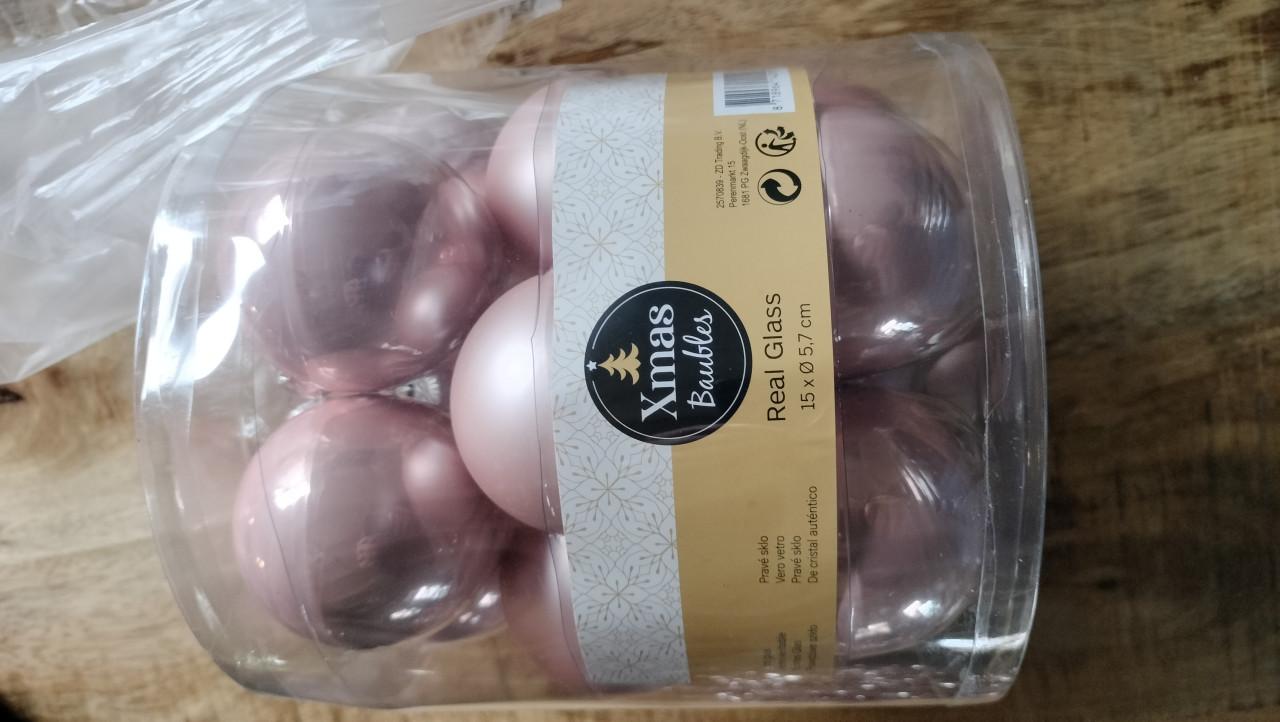 Xmas
Baubles
Real Glass
15 x Ø 5,7 cm
Pravé sklo
Vero vetro
Pravé sklo
De cristal auténtico
2570839 - ZD Trading B.V.
Perenmarkt 15
1681 PG Zwaagdijk-Oost (NL)